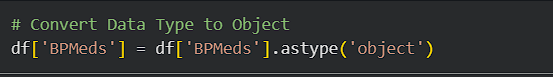 # Convert Data Type to Object
df['BPMeds'] = df['BPMeds'].astype('object')